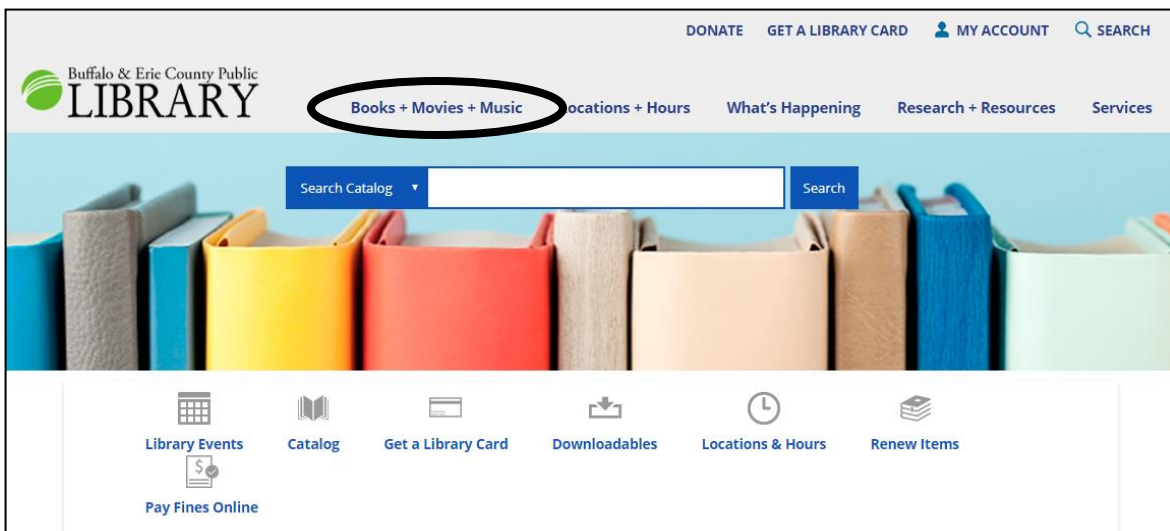 DONATE GET A LIBRARY CARD MY ACCOUNT SEARCH
Buffalo & Erie County Public
LIBRARY
Books + Movies + Music Locations + Hours What's Happening Research + Resources Services
Search Catalog Search
Library Events Catalog Get a Library Card Downloadables Locations & Hours Renew Items
Pay Fines Online